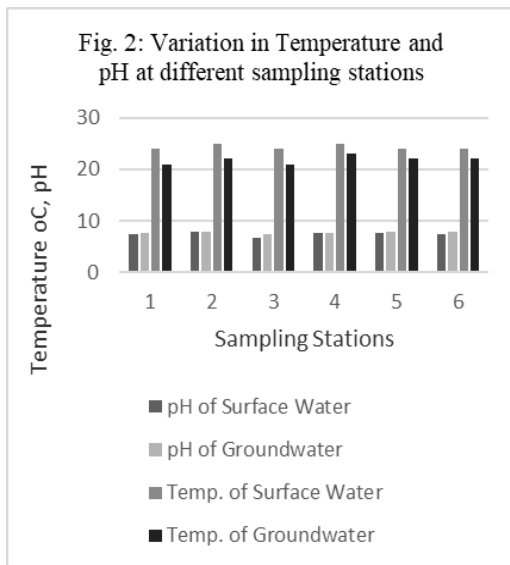 Fig. 2: Variation in Temperature and
pH at different sampling stations
Temperature oC, pH
30
20
10
0
1 2 3 4 5 6
Sampling Stations
pH of Surface Water
pH of Groundwater
Temp. of Surface Water
Temp. of Groundwater